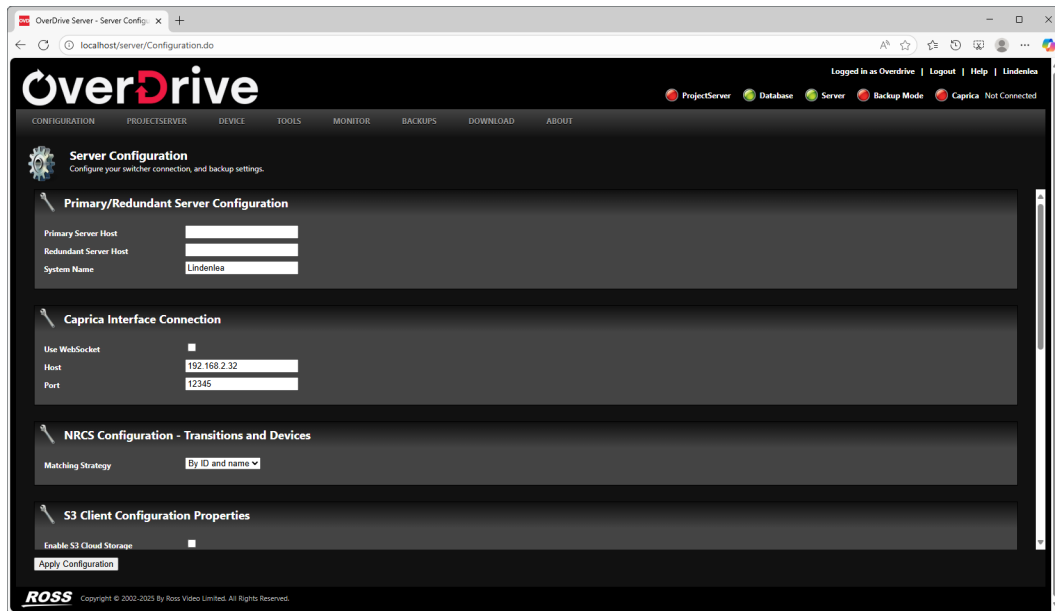 OVD OverDrive Server - Server Configu
localhost/server/Configuration.do
OverDrive
Logged in as Overdrive | Logout | Help | Lindenlea
ProjectServer Database Server Backup Mode Caprica Not Connected
CONFIGURATION PROJECTSERVER DEVICE TOOLS MONITOR BACKUPS DOWNLOAD ABOUT
Server Configuration
Configure your switcher connection, and backup settings.
Primary/Redundant Server Configuration
Primary Server Host
Redundant Server Host
System Name Lindenlea
Caprica Interface Connection
Use WebSocket
Host 192.168.2.32
Port 12345
NRCS Configuration - Transitions and Devices
Matching Strategy By ID and name
S3 Client Configuration Properties
Enable S3 Cloud Storage
Apply Configuration
ROSS Copyright © 2002-2025 By Ross Video Limited. All Rights Reserved.